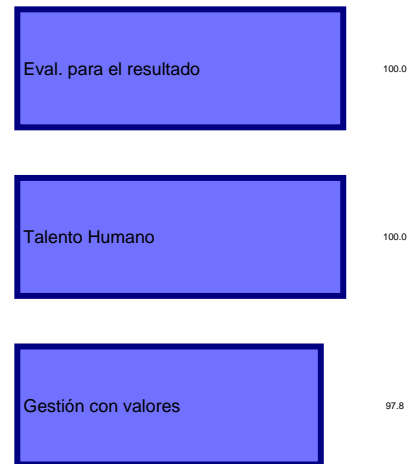 Eval. para el resultado 100.0
Talento Humano 100.0
Gestión con valores 97.8